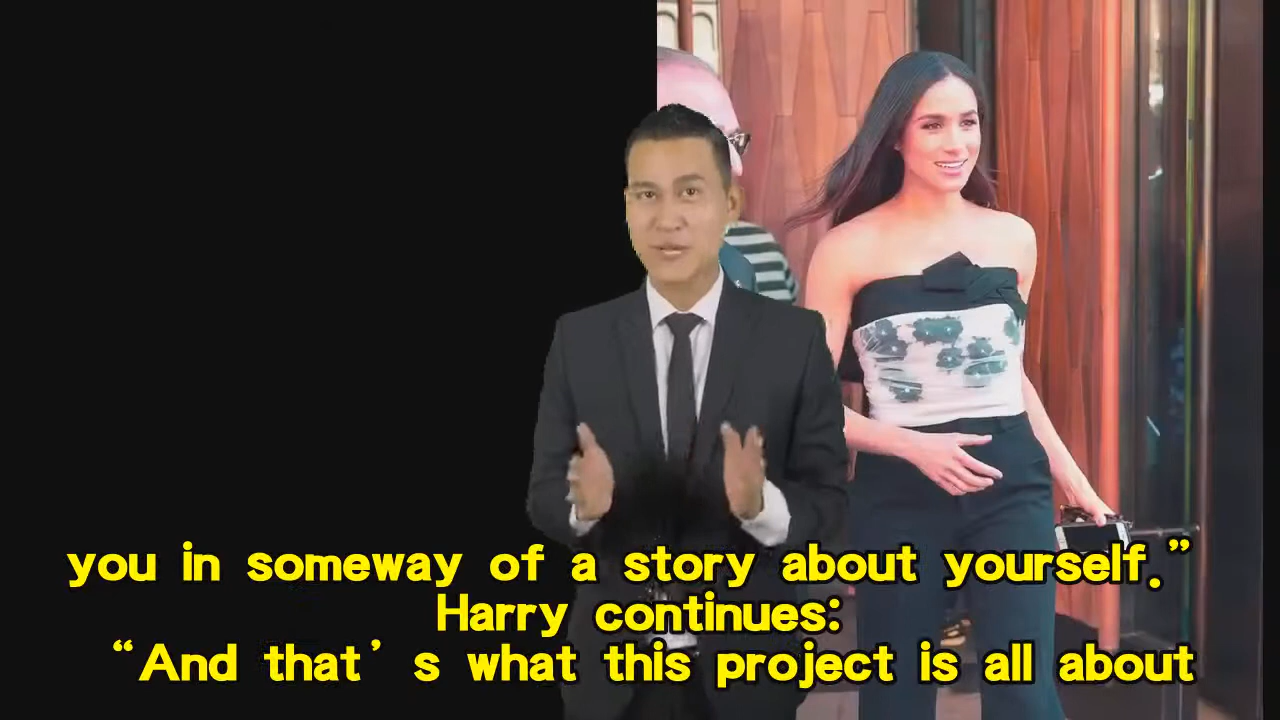 you in someway of a story about yourself.”
Harry continues:
“And that’s what this project is all about